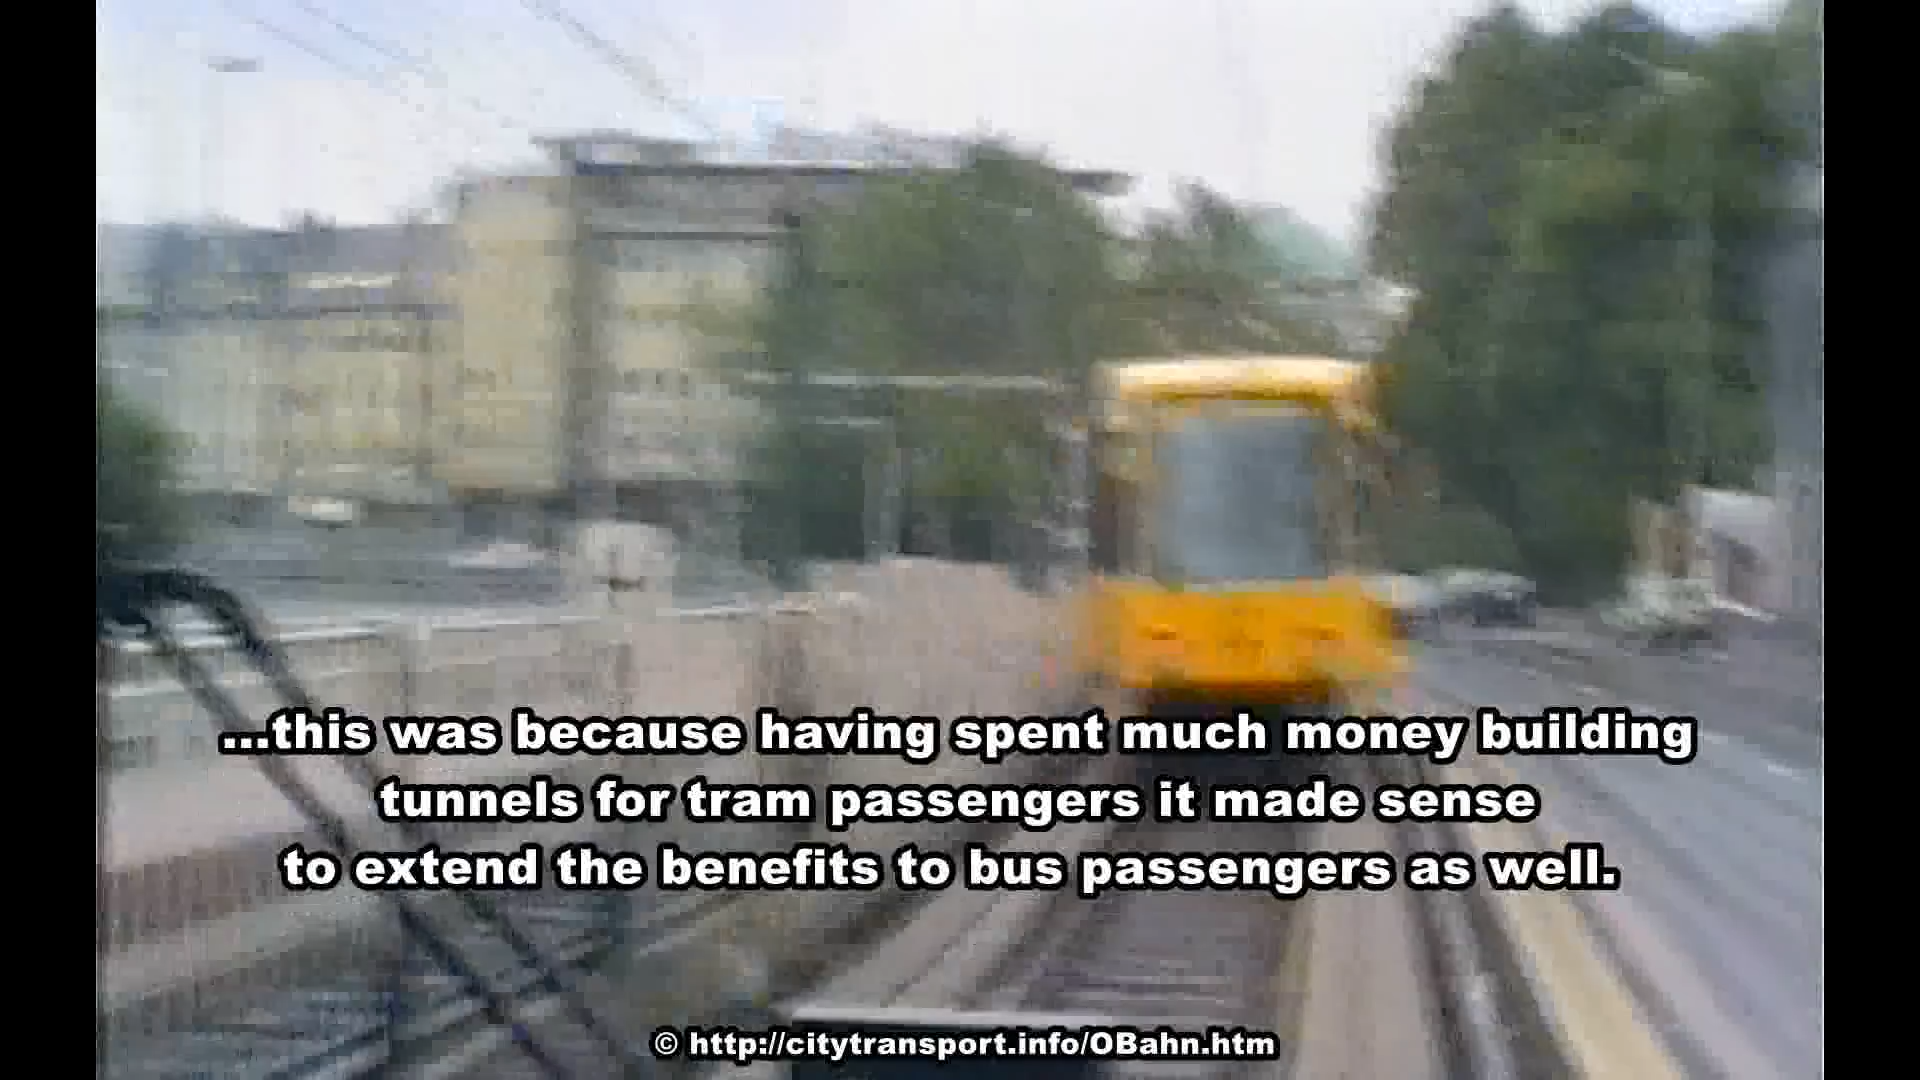 ...this was because having spent much money building
tunnels for tram passengers it made sense
to extend the benefits to bus passengers as well.
© http://citytransport.info/OBahn.htm